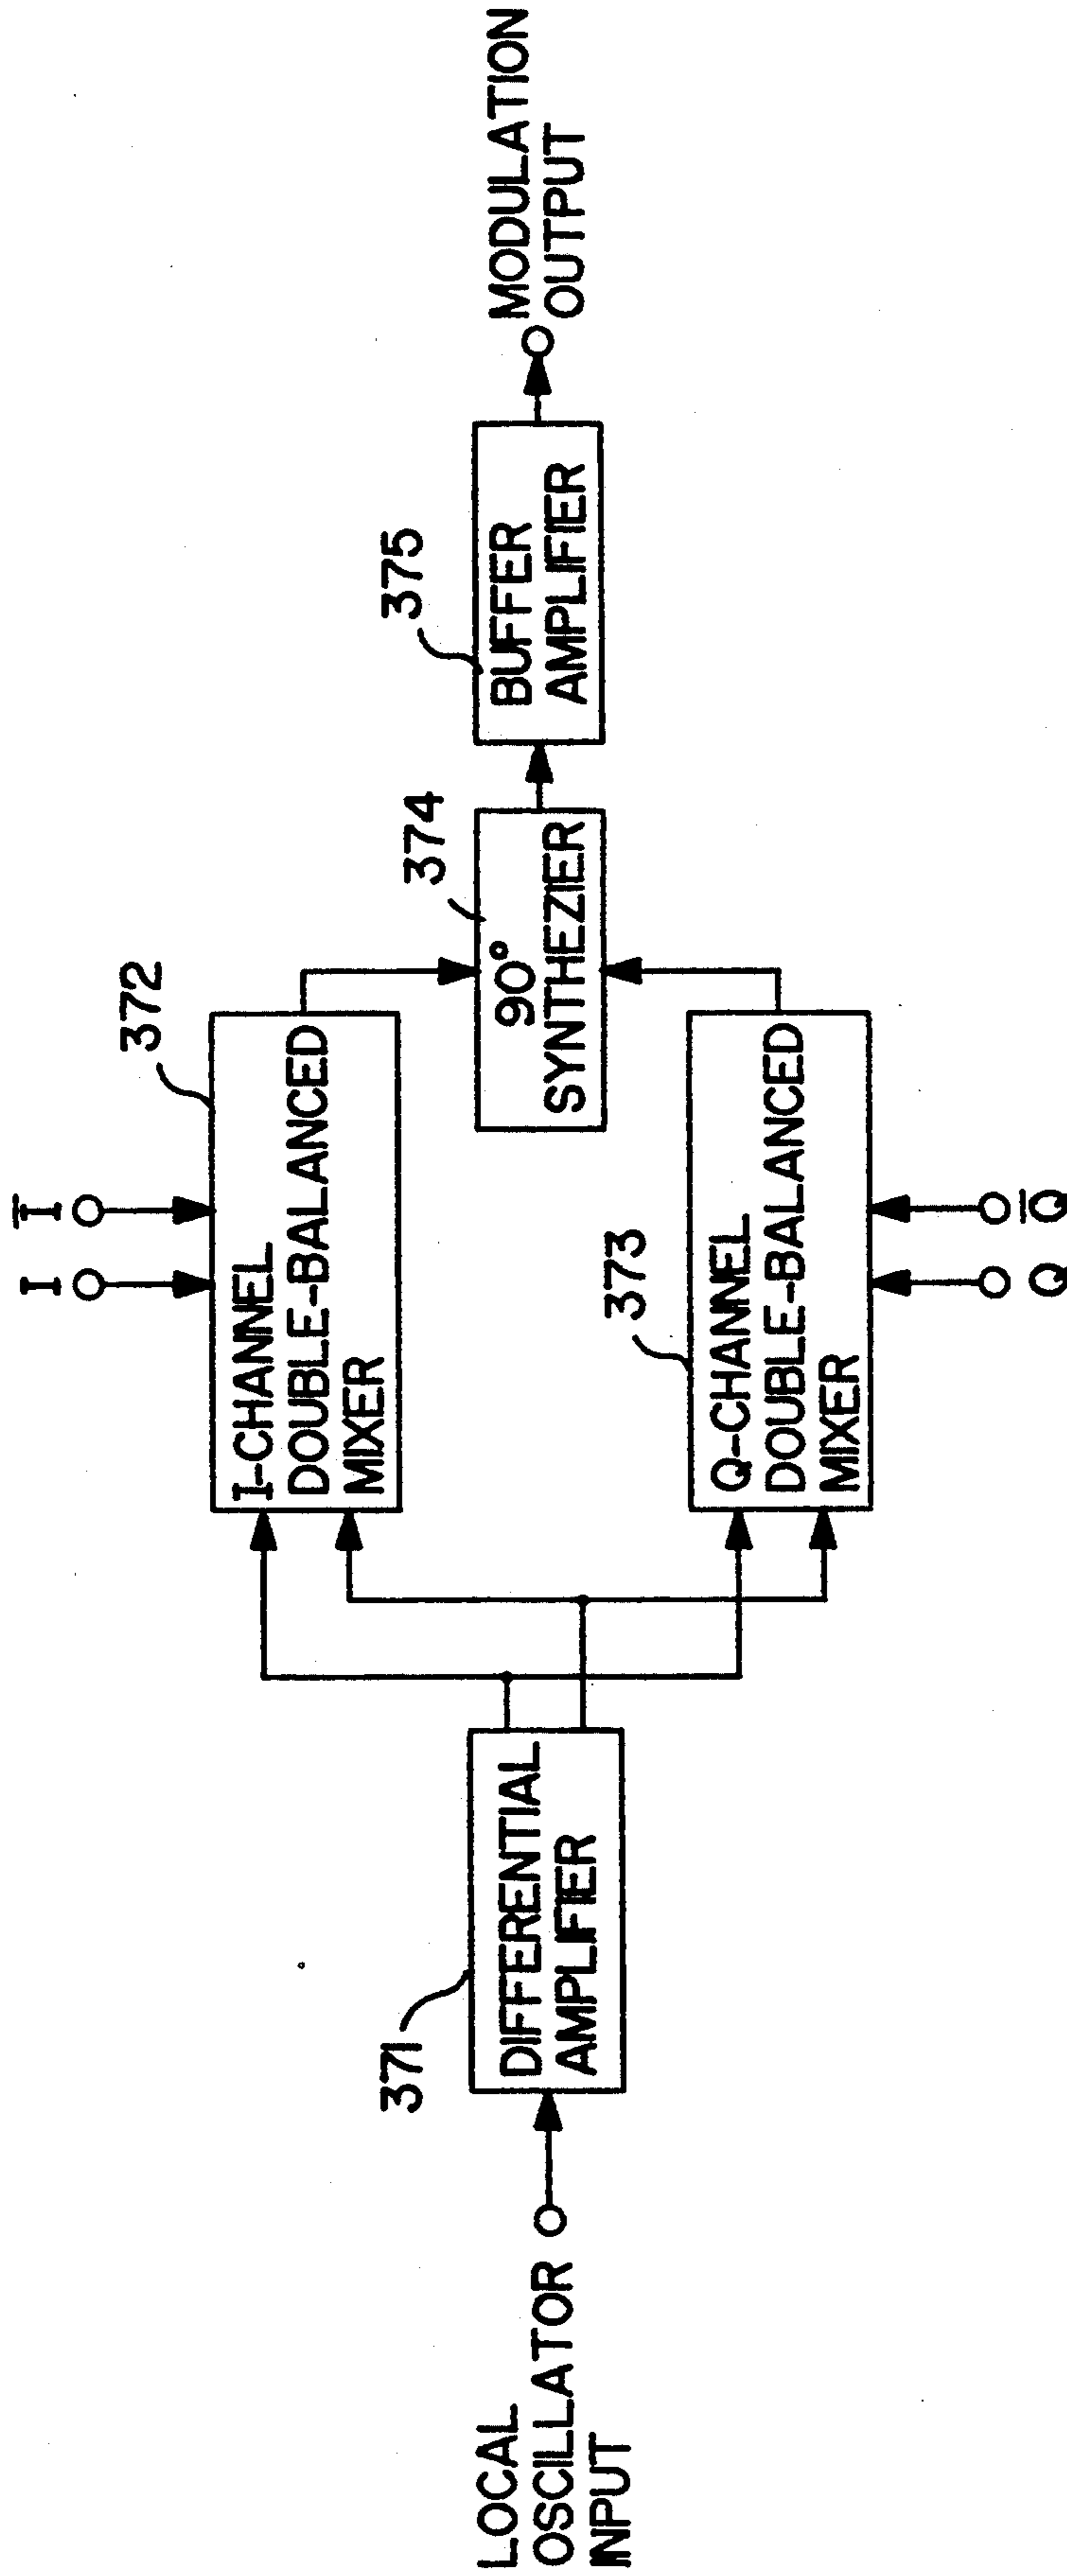 LOCAL
OSCILLATOR
INPUT
371
DIFFERENTIAL
AMPLIFIER
I
I̅
372
I-CHANNEL
DOUBLE-BALANCED
MIXER
373
Q-CHANNEL
DOUBLE-BALANCED
MIXER
Q
Q̅
374
90°
SYNTHEZIER
375
BUFFER
AMPLIFIER
MODULATION
OUTPUT